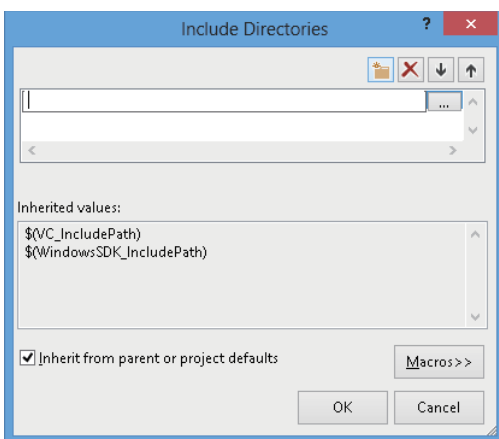 Include Directories
?
...
Inherited values:
$(VC_IncludePath)
$(WindowsSDK_IncludePath)
Inherit from parent or project defaults
Macros>>
OK
Cancel